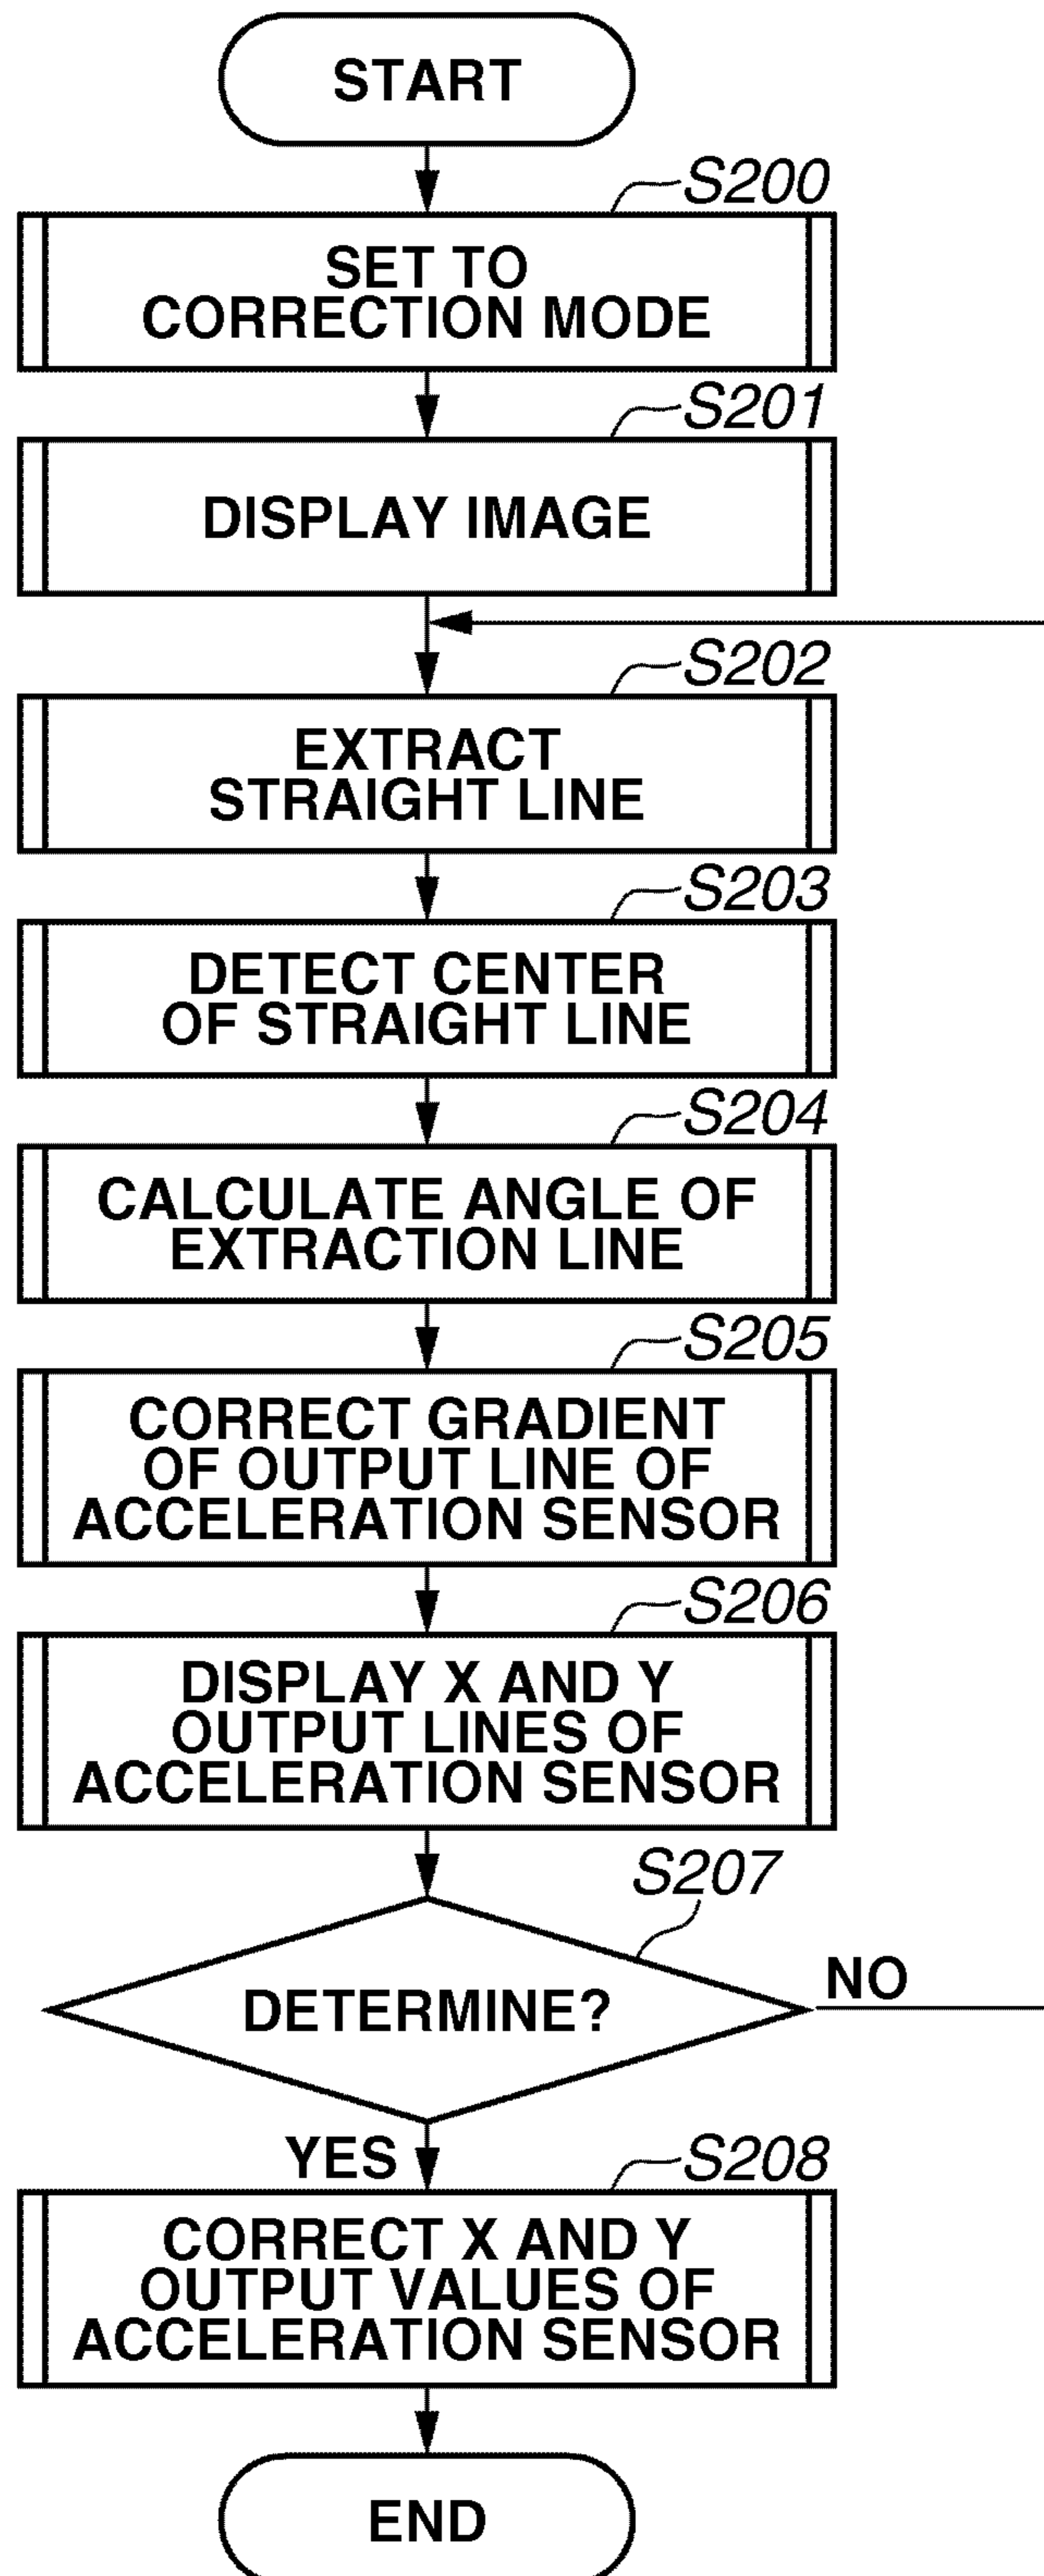 START
S200
SET TO
CORRECTION MODE
S201
DISPLAY IMAGE
S202
EXTRACT
STRAIGHT LINE
S203
DETECT CENTER
OF STRAIGHT LINE
S204
CALCULATE ANGLE OF
EXTRACTION LINE
S205
CORRECT GRADIENT
OF OUTPUT LINE OF
ACCELERATION SENSOR
S206
DISPLAY X AND Y
OUTPUT LINES OF
ACCELERATION SENSOR
S207
DETERMINE?
NO
YES
S208
CORRECT X AND Y
OUTPUT VALUES OF
ACCELERATION SENSOR
END